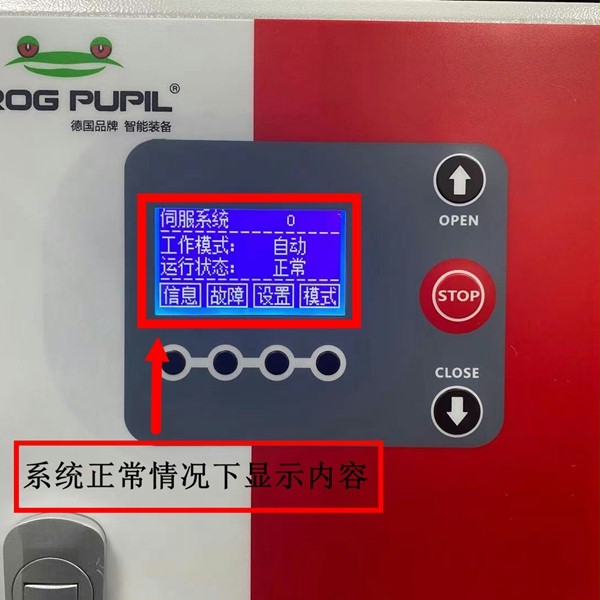 ROG PUPIL®
德国品牌 智能装备
伺服系统 0
工作模式: 自动
运行状态: 正常
信息 故障 设置 模式
OPEN
STOP
CLOSE
系统正常情况下显示内容